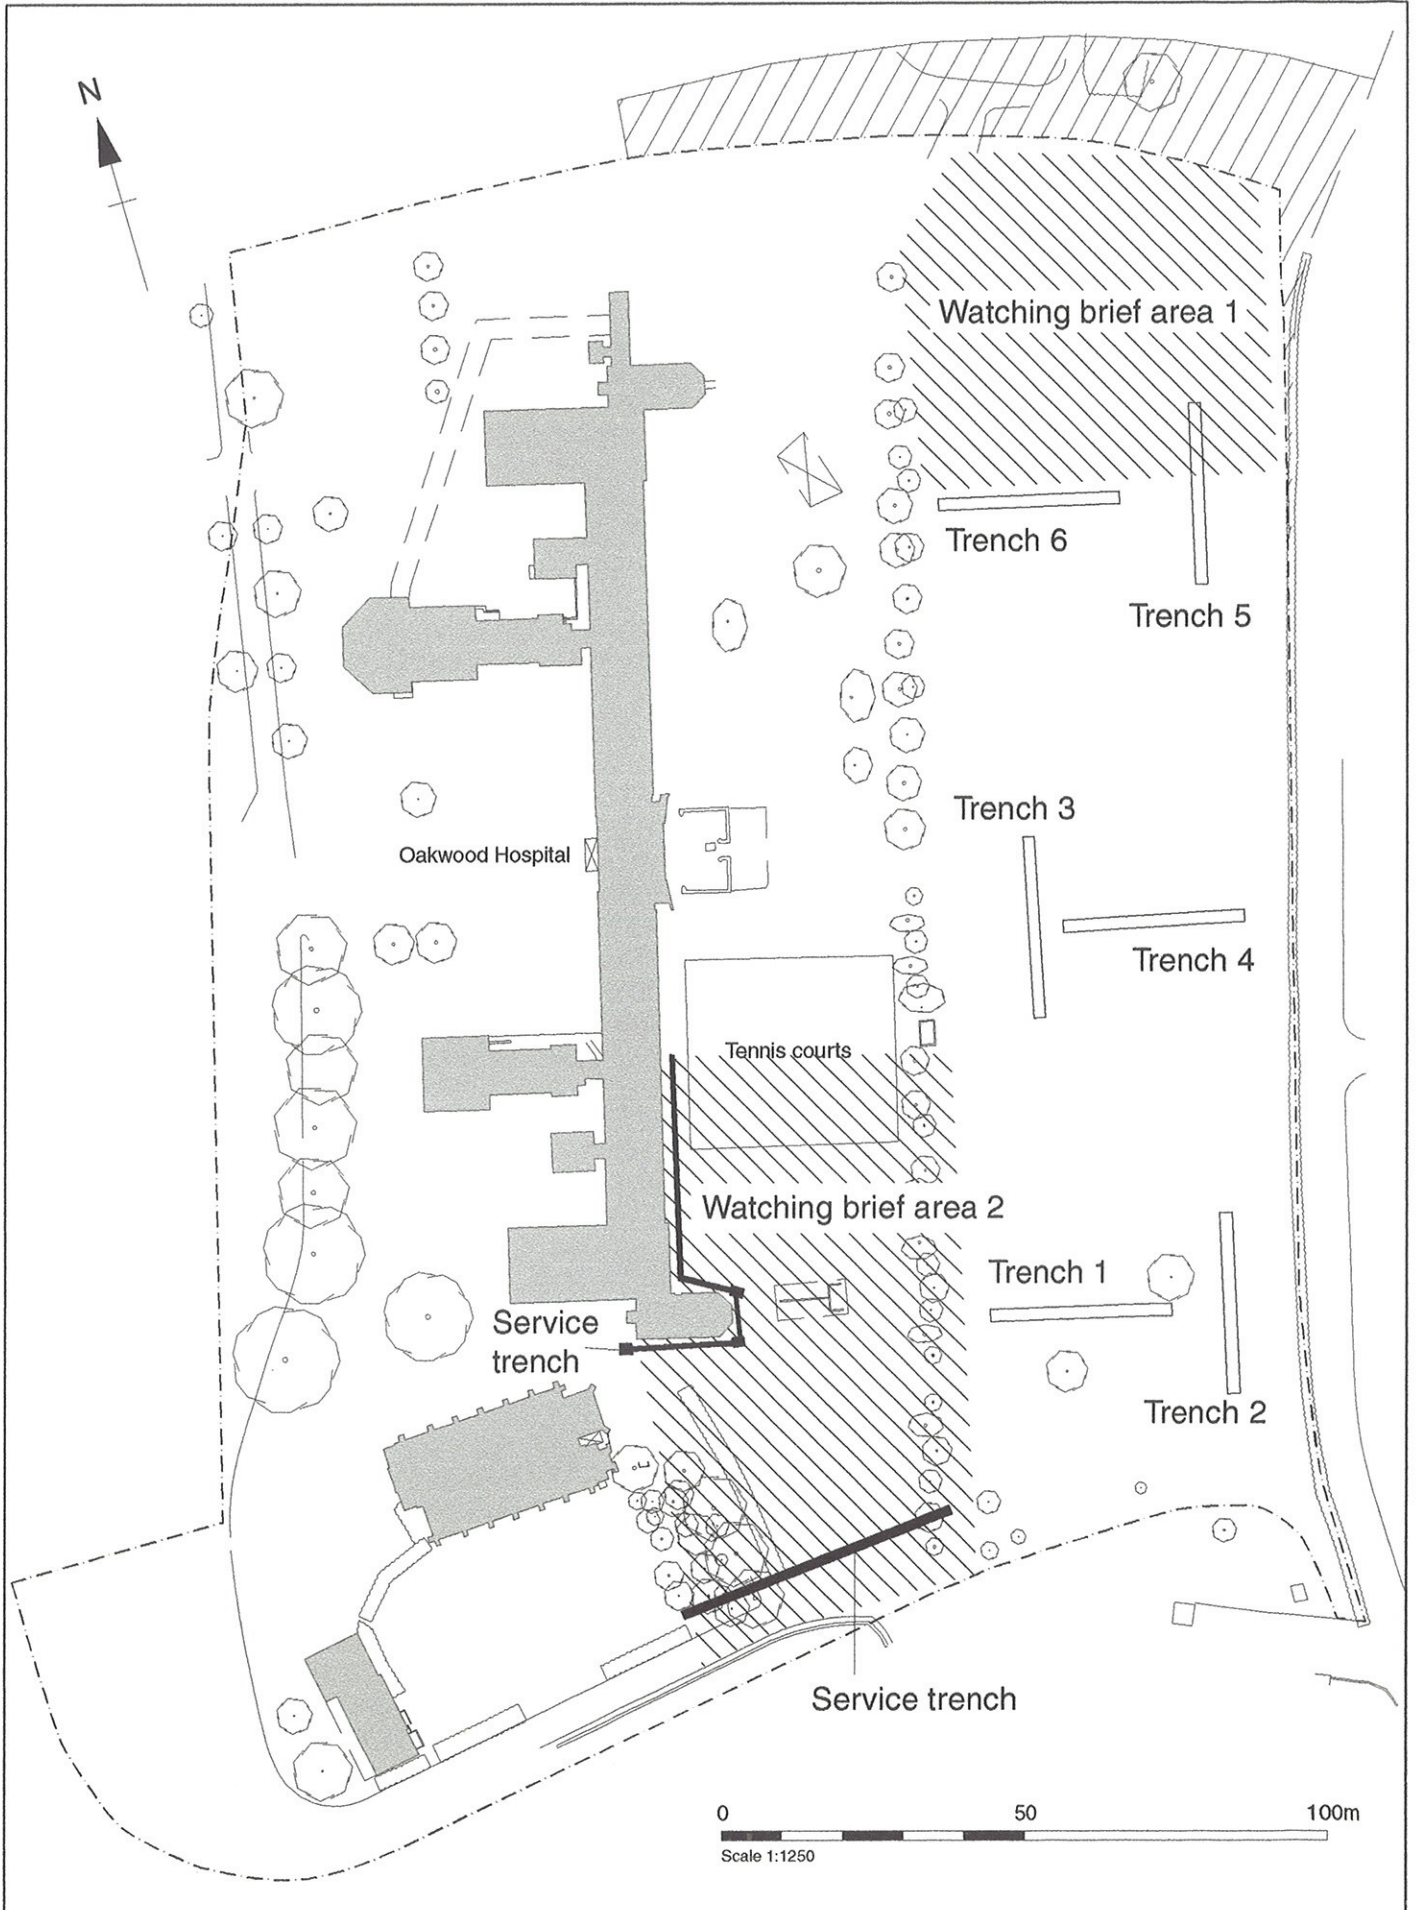 N
Watching brief area 1
Trench 6
Trench 5
Trench 3
Oakwood Hospital
Trench 4
Tennis courts
Watching brief area 2
Trench 1
Service
trench
Trench 2
Service trench
0 50 100m
Scale 1:1250